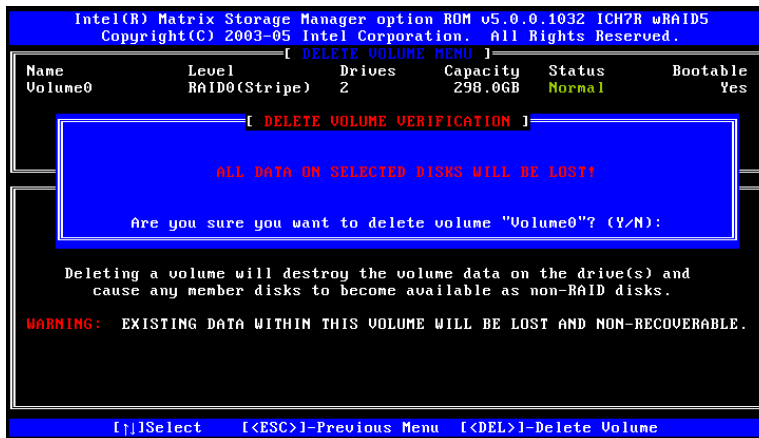 Intel(R) Matrix Storage Manager option ROM v5.0.0.1032 ICH7R wRAID5
Copyright(C) 2003-05 Intel Corporation. All Rights Reserved.
[ DELETE VOLUME MENU ]
Name Level Drives Capacity Status Bootable
Volume0 RAID0(Stripe) 2 298.0GB Normal Yes
[ DELETE VOLUME VERIFICATION ]
ALL DATA ON SELECTED DISKS WILL BE LOST!
Are you sure you want to delete volume "Volume0"? (Y/N):
Deleting a volume will destroy the volume data on the drive(s) and
cause any member disks to become available as non-RAID disks.
WARNING: EXISTING DATA WITHIN THIS VOLUME WILL BE LOST AND NON-RECOVERABLE.
[↑↓]Select [<ESC>]-Previous Menu [<DEL>]-Delete Volume